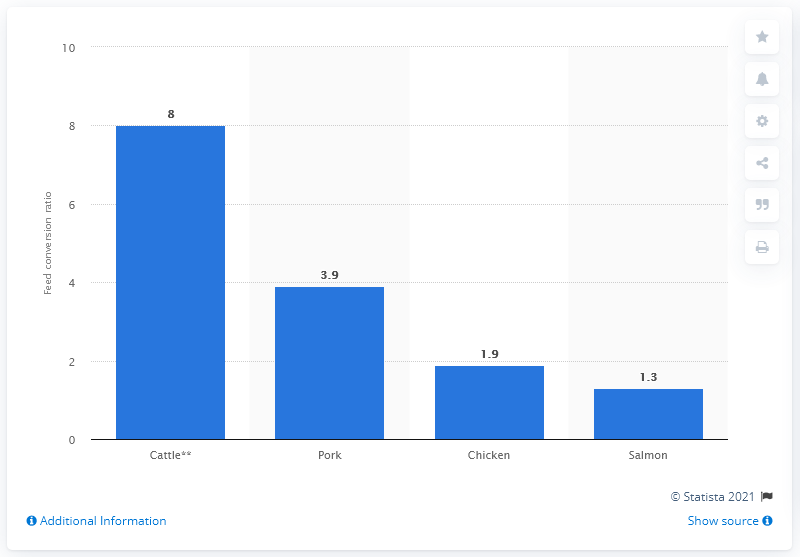 10
8
6
4
2
0
Feed conversion ratio
8
3.9
1.9
1.3
Cattle**
Pork
Chicken
Salmon
© Statista 2021
Additional Information
Show source